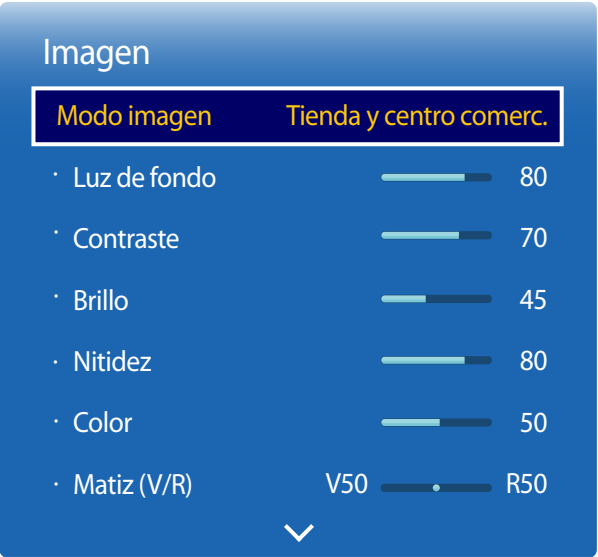 Imagen
Modo imagen Tienda y centro comerc.
· Luz de fondo 80
· Contraste 70
· Brillo 45
· Nitidez 80
· Color 50
· Matiz (V/R) V50 R50